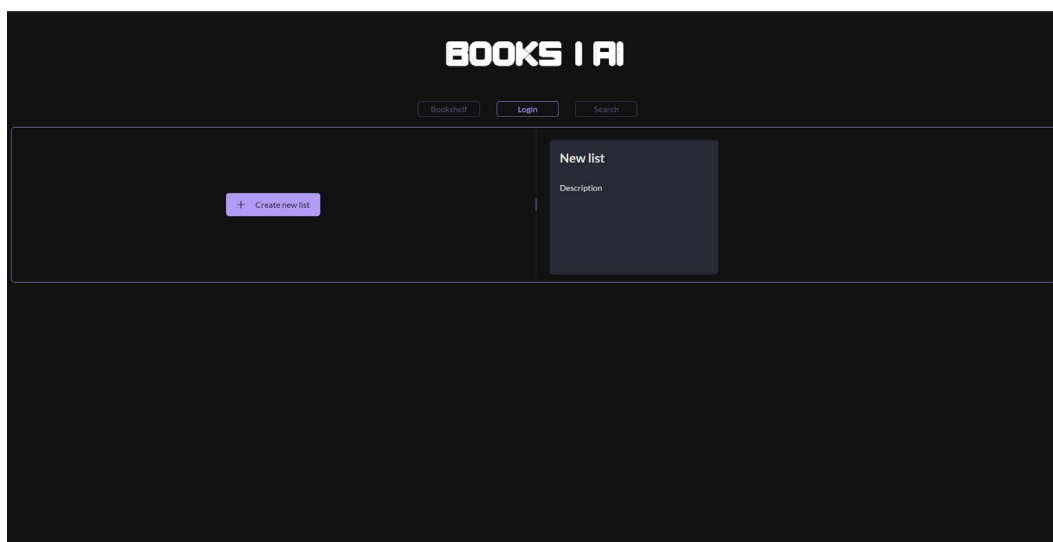 BOOKS | AI
Bookshelf Login Search
+ Create new list
New list
Description